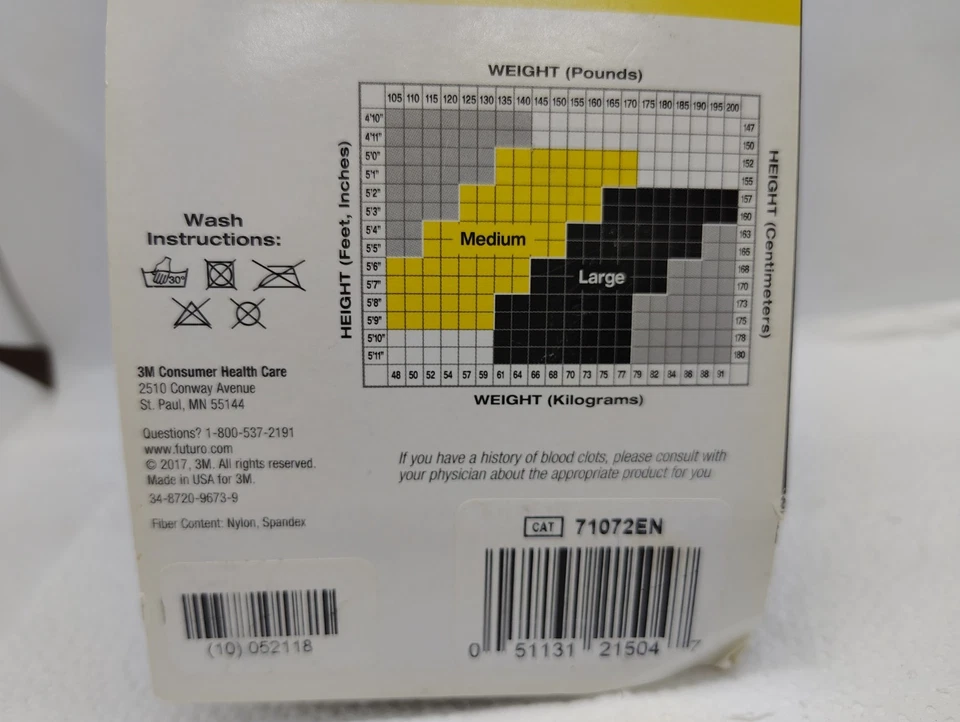 WEIGHT (Pounds)
105 110 115 120 125 130 135 140 145 150 155 160 165 170 175 180 185 190 195 200
HEIGHT (Feet, Inches)
4'10"
4'11"
5'0"
5'1"
5'2"
5'3"
5'4"
5'5"
5'6"
5'7"
5'8"
5'9"
5'10"
5'11"
Medium
Large
147
150
152
155
157
160
163
165
168
170
173
175
178
180
HEIGHT (Centimeters)
48 50 52 54 57 59 61 64 66 68 70 73 75 77 79 82 84 86 88 91
WEIGHT (Kilograms)
Wash
Instructions:
30°
3M Consumer Health Care
2510 Conway Avenue
St. Paul, MN 55144
Questions? 1-800-537-2191
www.futuro.com
© 2017, 3M. All rights reserved.
Made in USA for 3M.
34-8720-9673-9
Fiber Content: Nylon, Spandex
If you have a history of blood clots, please consult with
your physician about the appropriate product for you
CAT 71072EN
(10) 052118
0 51131 21504 7